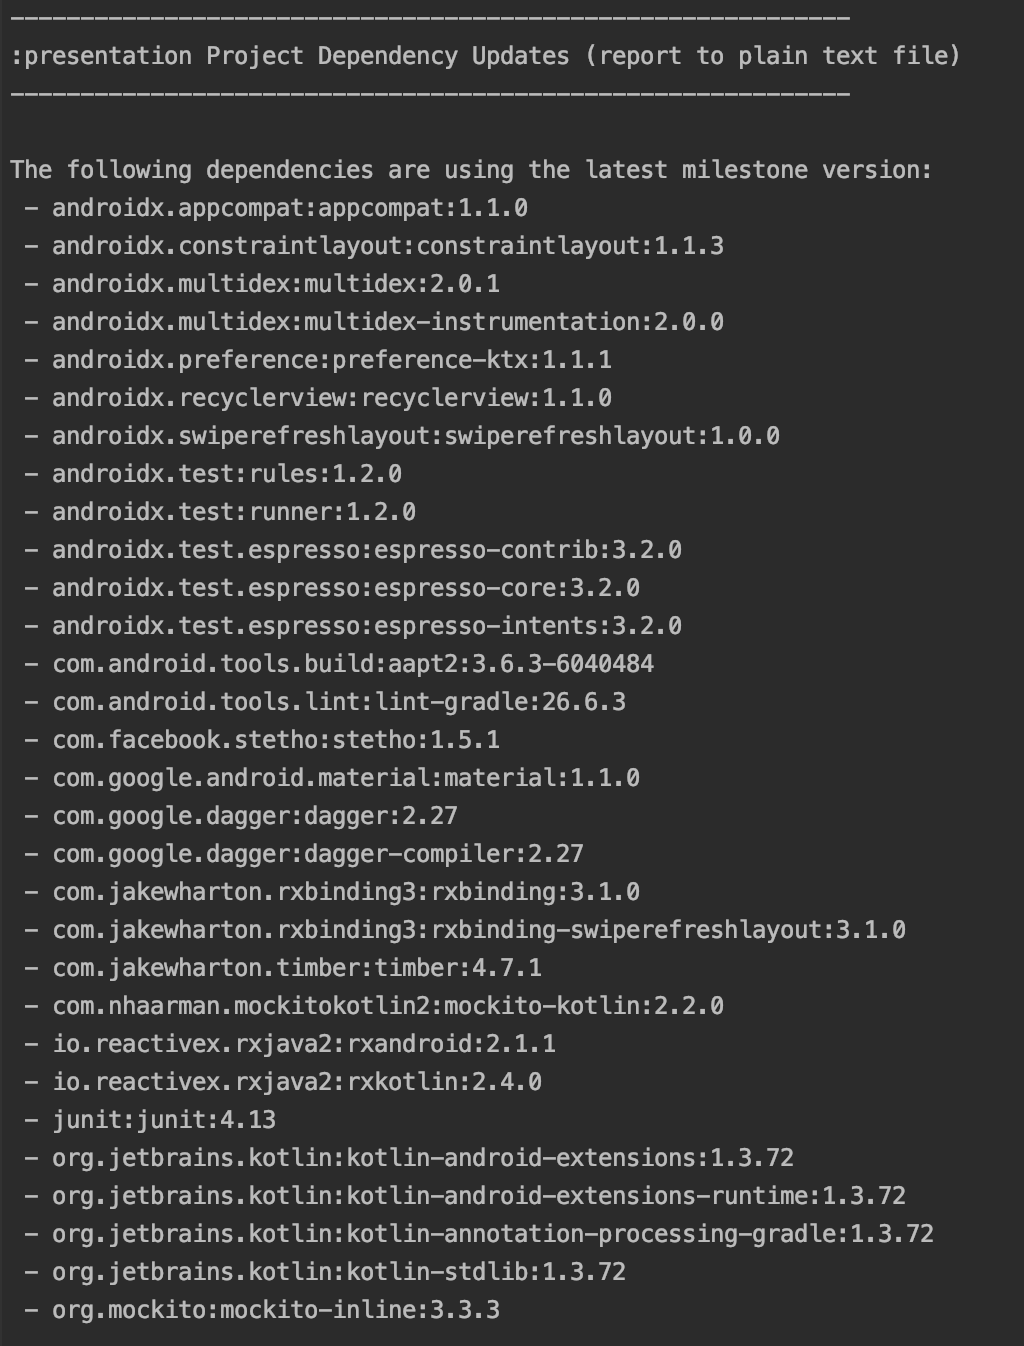 ------------------------------------------------------------
:presentation Project Dependency Updates (report to plain text file)
------------------------------------------------------------
The following dependencies are using the latest milestone version:
- androidx.appcompat:appcompat:1.1.0
- androidx.constraintlayout:constraintlayout:1.1.3
- androidx.multidex:multidex:2.0.1
- androidx.multidex:multidex-instrumentation:2.0.0
- androidx.preference:preference-ktx:1.1.1
- androidx.recyclerview:recyclerview:1.1.0
- androidx.swiperefreshlayout:swiperefreshlayout:1.0.0
- androidx.test:rules:1.2.0
- androidx.test:runner:1.2.0
- androidx.test.espresso:espresso-contrib:3.2.0
- androidx.test.espresso:espresso-core:3.2.0
- androidx.test.espresso:espresso-intents:3.2.0
- com.android.tools.build:aapt2:3.6.3-6040484
- com.android.tools.lint:lint-gradle:26.6.3
- com.facebook.stetho:stetho:1.5.1
- com.google.android.material:material:1.1.0
- com.google.dagger:dagger:2.27
- com.google.dagger:dagger-compiler:2.27
- com.jakewharton.rxbinding3:rxbinding:3.1.0
- com.jakewharton.rxbinding3:rxbinding-swiperefreshlayout:3.1.0
- com.jakewharton.timber:timber:4.7.1
- com.nhaarman.mockitokotlin2:mockito-kotlin:2.2.0
- io.reactivex.rxjava2:rxandroid:2.1.1
- io.reactivex.rxjava2:rxkotlin:2.4.0
- junit:junit:4.13
- org.jetbrains.kotlin:kotlin-android-extensions:1.3.72
- org.jetbrains.kotlin:kotlin-android-extensions-runtime:1.3.72
- org.jetbrains.kotlin:kotlin-annotation-processing-gradle:1.3.72
- org.jetbrains.kotlin:kotlin-stdlib:1.3.72
- org.mockito:mockito-inline:3.3.3